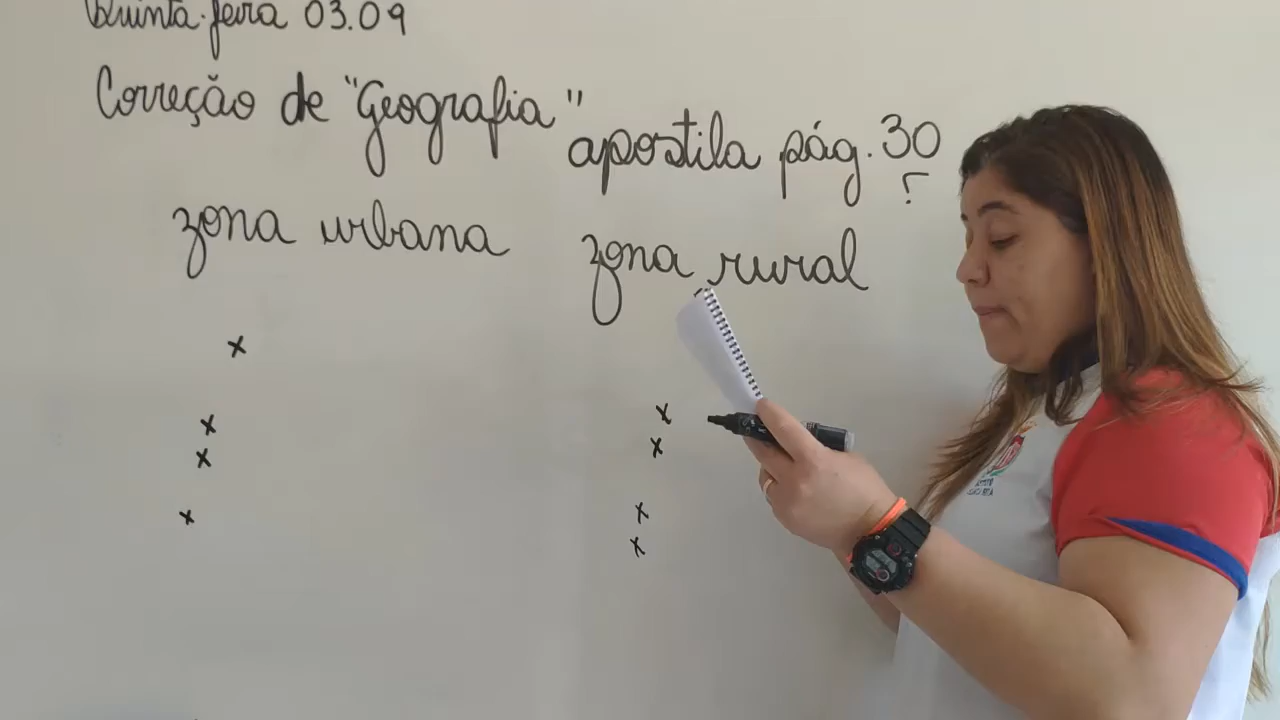 Quinta-feira 03.09
Correção de "Geografia"
apostila pág. 30
zona urbana zona rural
x
x x
x x
x x
x